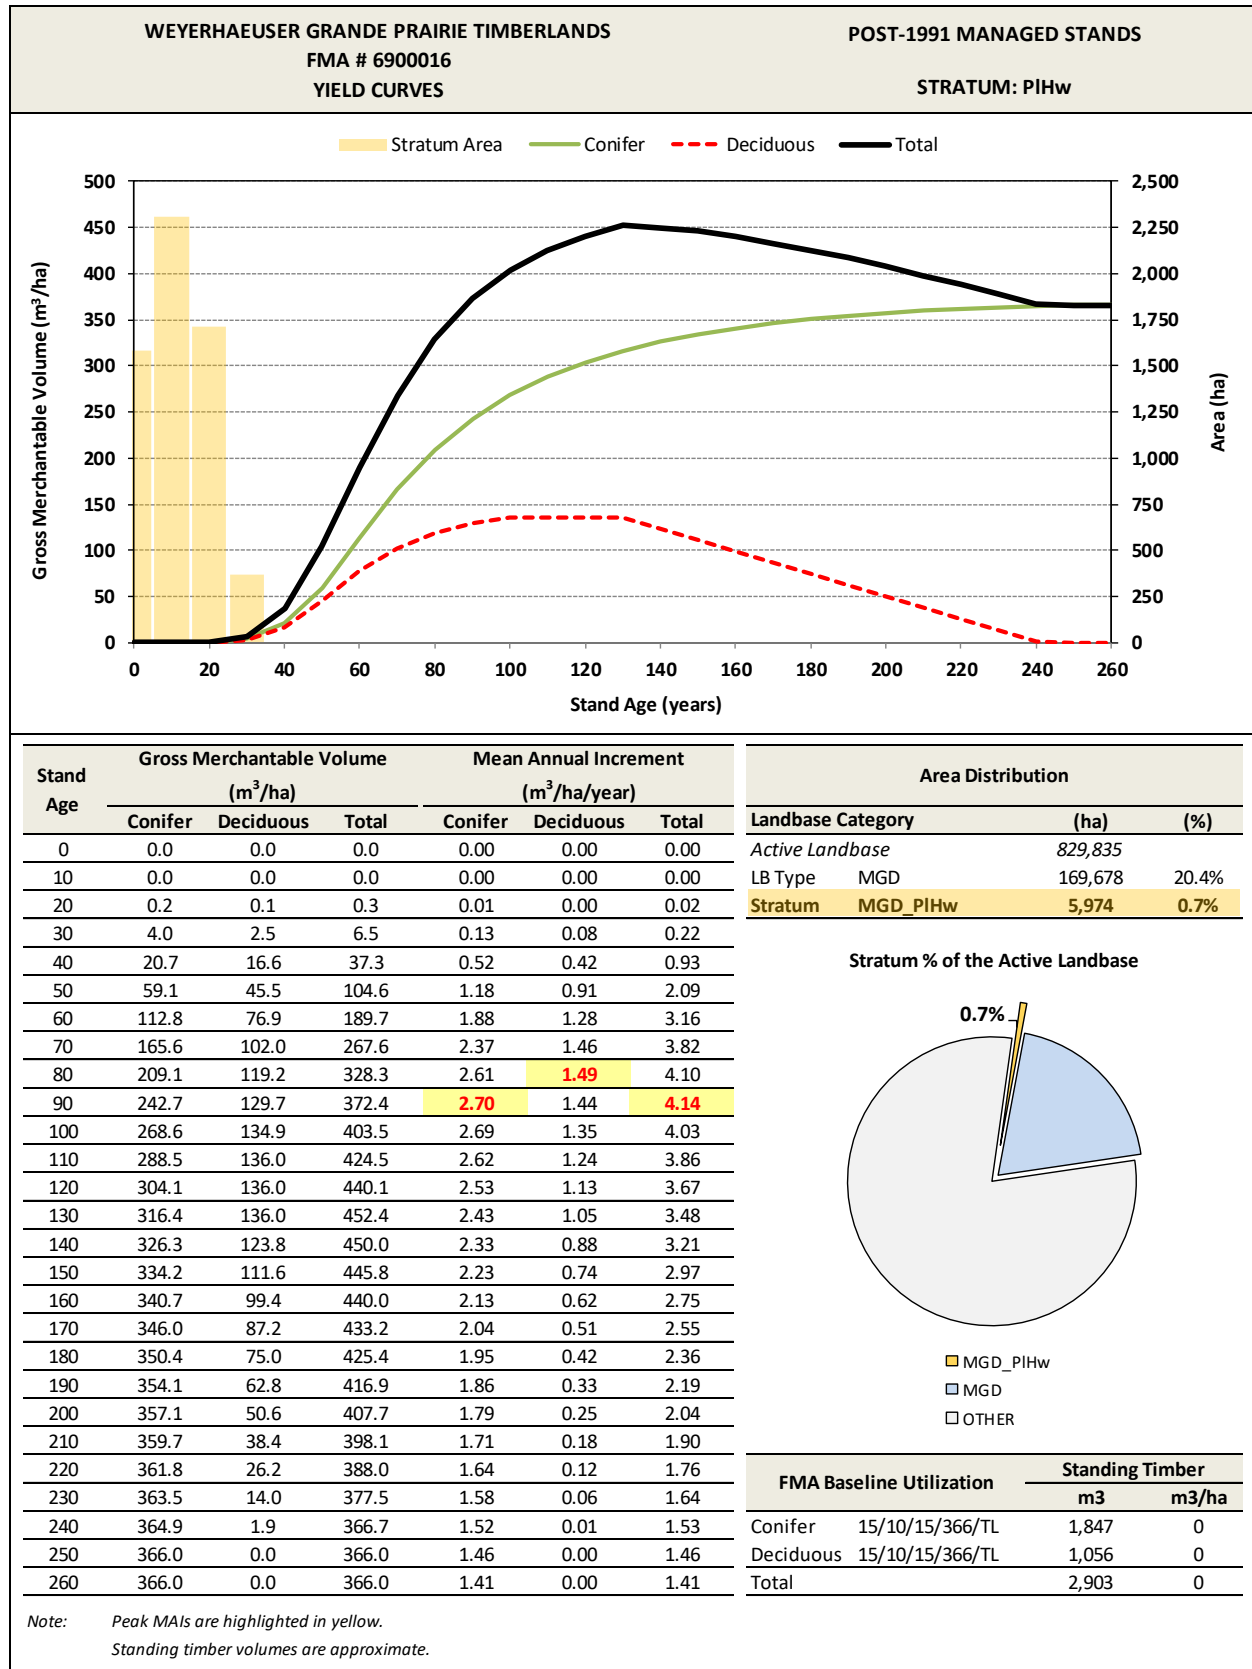 WEYERHAEUSER GRANDE PRAIRIE TIMBERLANDS
FMA # 6900016
YIELD CURVES
POST-1991 MANAGED STANDS
STRATUM: PlHw
Stratum Area Conifer Deciduous Total
Gross Merchantable Volume (m³/ha)
500
450
400
350
300
250
200
150
100
50
0
2,500
2,250
2,000
1,750
1,500
1,250
1,000
750
500
250
0
Area (ha)
0 20 40 60 80 100 120 140 160 180 200 220 240 260
Stand Age (years)
Stand Age Gross Merchantable Volume (m³/ha) Mean Annual Increment (m³/ha/year)
Conifer Deciduous Total Conifer Deciduous Total
0 0.0 0.0 0.0 0.00 0.00 0.00
10 0.0 0.0 0.0 0.00 0.00 0.00
20 0.2 0.1 0.3 0.01 0.00 0.02
30 4.0 2.5 6.5 0.13 0.08 0.22
40 20.7 16.6 37.3 0.52 0.42 0.93
50 59.1 45.5 104.6 1.18 0.91 2.09
60 112.8 76.9 189.7 1.88 1.28 3.16
70 165.6 102.0 267.6 2.37 1.46 3.82
80 209.1 119.2 328.3 2.61 1.49 4.10
90 242.7 129.7 372.4 2.70 1.44 4.14
100 268.6 134.9 403.5 2.69 1.35 4.03
110 288.5 136.0 424.5 2.62 1.24 3.86
120 304.1 136.0 440.1 2.53 1.13 3.67
130 316.4 136.0 452.4 2.43 1.05 3.48
140 326.3 123.8 450.0 2.33 0.88 3.21
150 334.2 111.6 445.8 2.23 0.74 2.97
160 340.7 99.4 440.0 2.13 0.62 2.75
170 346.0 87.2 433.2 2.04 0.51 2.55
180 350.4 75.0 425.4 1.95 0.42 2.36
190 354.1 62.8 416.9 1.86 0.33 2.19
200 357.1 50.6 407.7 1.79 0.25 2.04
210 359.7 38.4 398.1 1.71 0.18 1.90
220 361.8 26.2 388.0 1.64 0.12 1.76
230 363.5 14.0 377.5 1.58 0.06 1.64
240 364.9 1.9 366.7 1.52 0.01 1.53
250 366.0 0.0 366.0 1.46 0.00 1.46
260 366.0 0.0 366.0 1.41 0.00 1.41
Area Distribution
Landbase Category (ha) (%)
Active Landbase 829,835
LB Type MGD 169,678 20.4%
Stratum MGD_PlHw 5,974 0.7%
Stratum % of the Active Landbase
0.7%
MGD_PlHw
MGD
OTHER
FMA Baseline Utilization Standing Timber
m3 m3/ha
Conifer 15/10/15/366/TL 1,847 0
Deciduous 15/10/15/366/TL 1,056 0
Total 2,903 0
Note: Peak MAIs are highlighted in yellow.
Standing timber volumes are approximate.